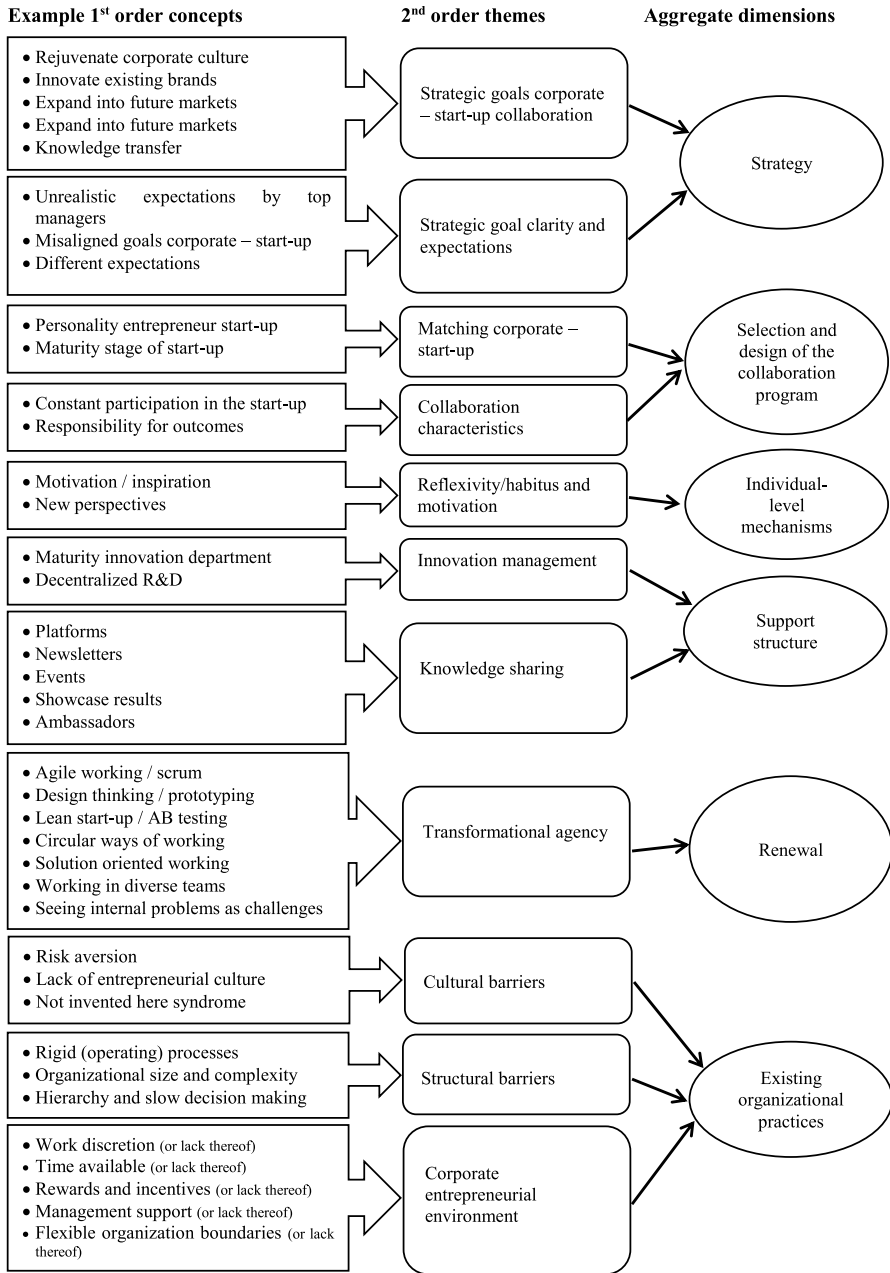 Example 1st order concepts
2nd order themes
Aggregate dimensions
• Rejuvenate corporate culture
• Innovate existing brands
• Expand into future markets
• Expand into future markets
• Knowledge transfer
Strategic goals corporate
– start-up collaboration
Strategy
• Unrealistic expectations by top
managers
• Misaligned goals corporate – start-up
• Different expectations
Strategic goal clarity and
expectations
• Personality entrepreneur start-up
• Maturity stage of start-up
Matching corporate –
start-up
Selection and
design of the
collaboration
program
• Constant participation in the start-up
• Responsibility for outcomes
Collaboration
characteristics
• Motivation / inspiration
• New perspectives
Reflexivity/habitus and
motivation
Individual-
level
mechanisms
• Maturity innovation department
• Decentralized R&D
Innovation management
Support
structure
• Platforms
• Newsletters
• Events
• Showcase results
• Ambassadors
Knowledge sharing
• Agile working / scrum
• Design thinking / prototyping
• Lean start-up / AB testing
• Circular ways of working
• Solution oriented working
• Working in diverse teams
• Seeing internal problems as challenges
Transformational agency
Renewal
• Risk aversion
• Lack of entrepreneurial culture
• Not invented here syndrome
Cultural barriers
• Rigid (operating) processes
• Organizational size and complexity
• Hierarchy and slow decision making
Structural barriers
Existing
organizational
practices
• Work discretion (or lack thereof)
• Time available (or lack thereof)
• Rewards and incentives (or lack thereof)
• Management support (or lack thereof)
• Flexible organization boundaries (or lack
thereof)
Corporate
entrepreneurial
environment